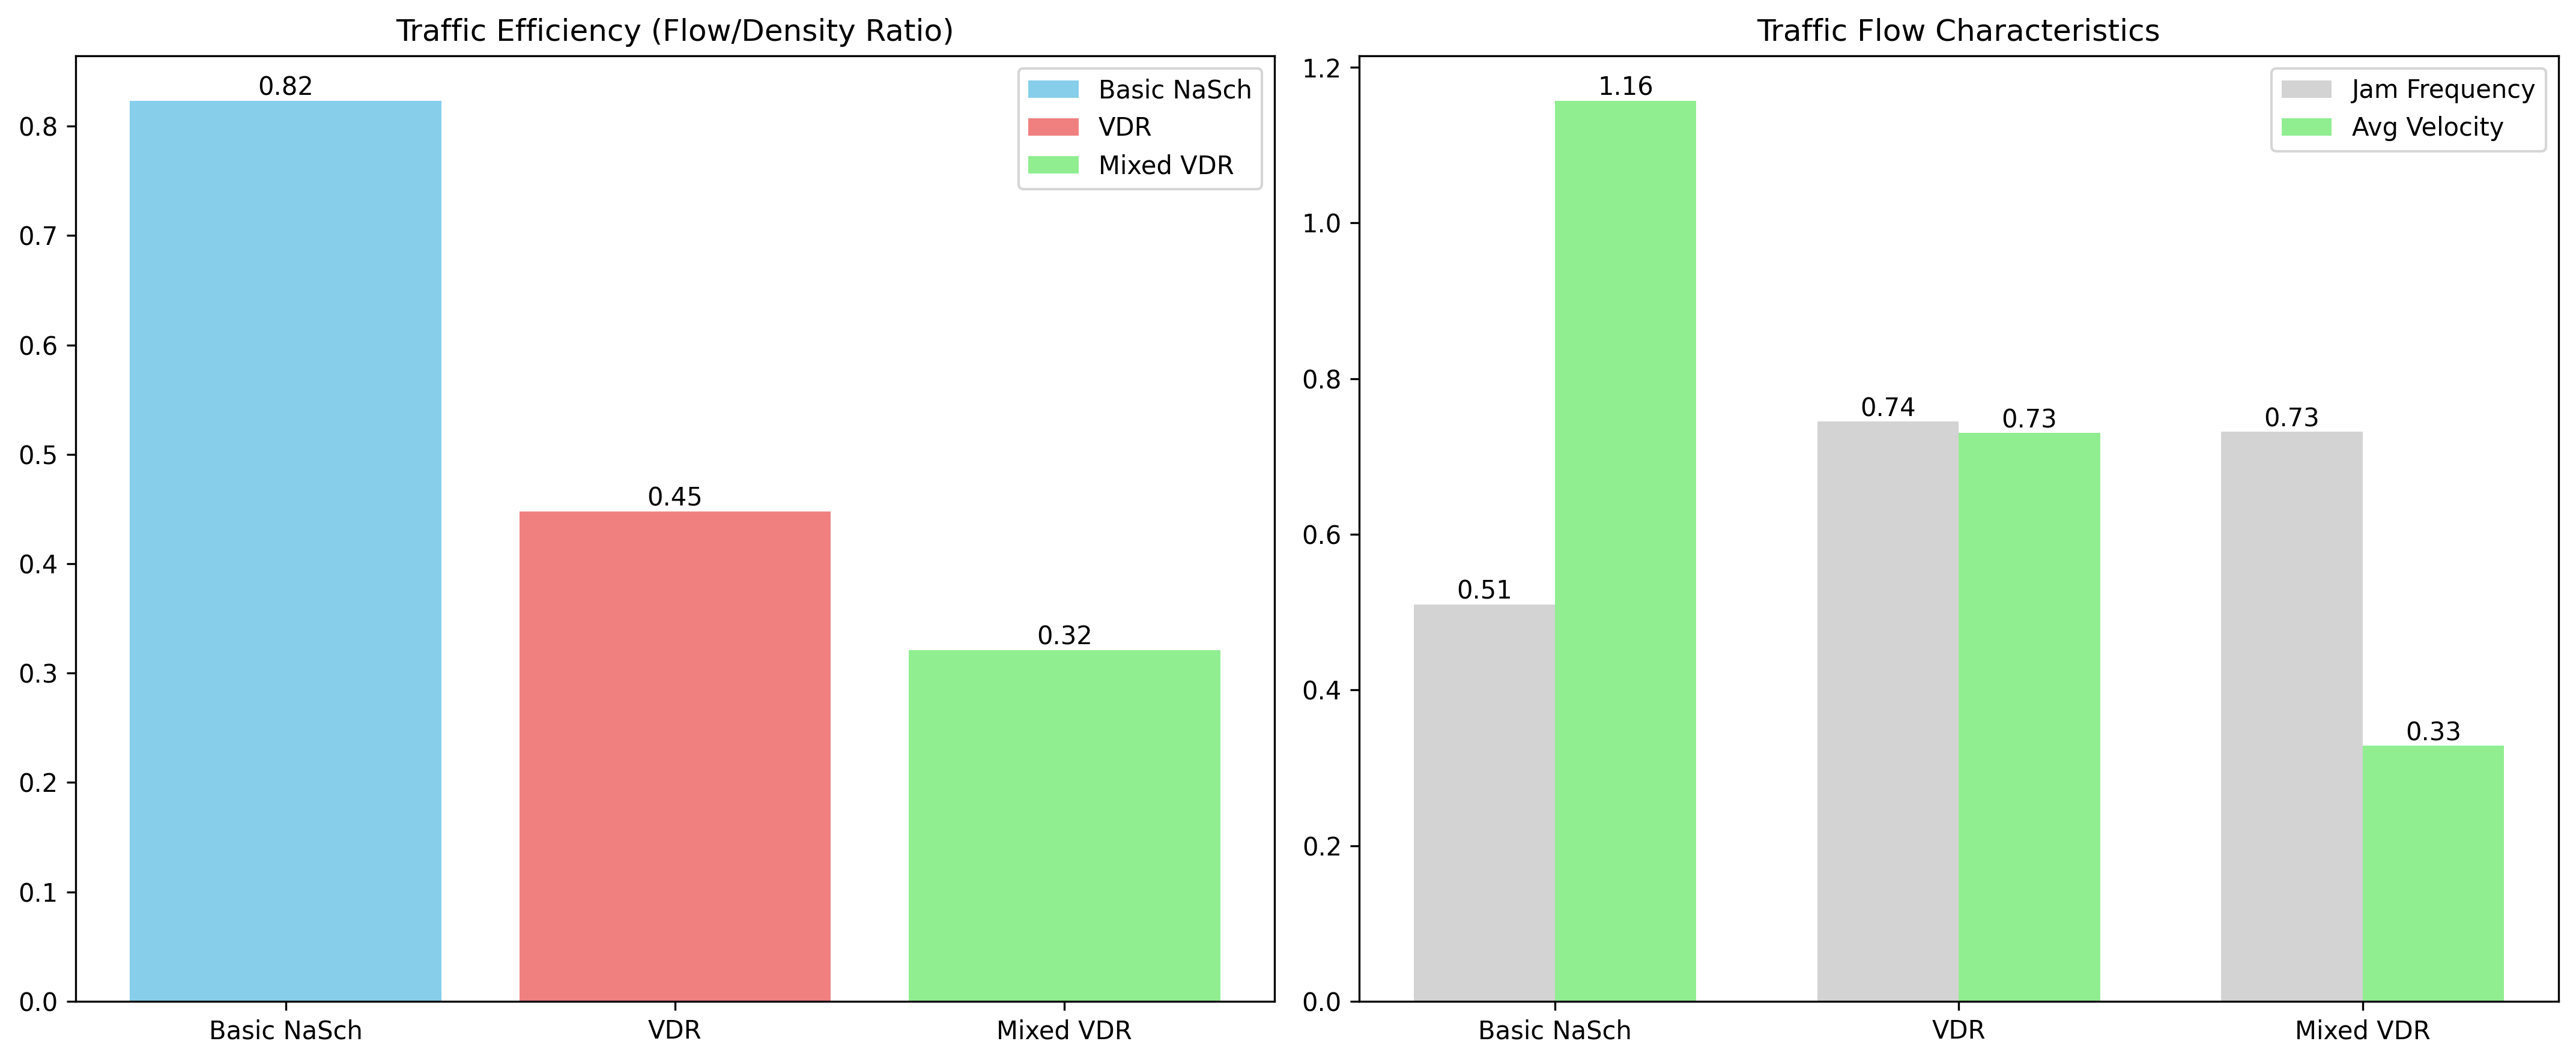 Traffic Efficiency (Flow/Density Ratio)
0.8
0.7
0.6
0.5
0.4
0.3
0.2
0.1
0.0
0.82
0.45
0.32
Basic NaSch
VDR
Mixed VDR
Basic NaSch
VDR
Mixed VDR
Traffic Flow Characteristics
1.2
1.0
0.8
0.6
0.4
0.2
0.0
0.51
1.16
0.74
0.73
0.73
0.33
Jam Frequency
Avg Velocity
Basic NaSch
VDR
Mixed VDR